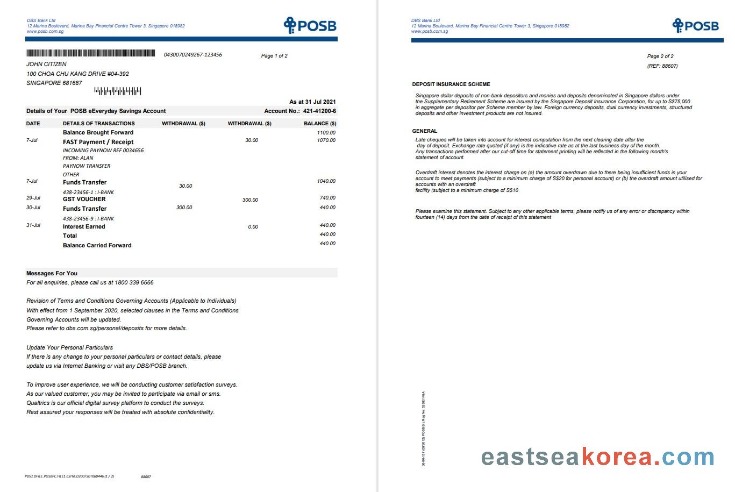 DBS Bank Ltd
12 Marina Boulevard, Marina Bay Financial Centre Tower 3, Singapore 018982
www.posb.com.sg
POSB
0430070249267-123456
Page 1 of 2
JOHN CITIZEN
100 CHOA CHU KANG DRIVE #04-392
SINGAPORE 681667
As at 31 Jul 2021
Details of Your POSB eEveryday Savings Account
Account No.: 421-41200-6
DATE DETAILS OF TRANSACTIONS WITHDRAWAL ($) WITHDRAWAL ($) BALANCE ($)
Balance Brought Forward 1100.00
7-Jul FAST Payment / Receipt 30.00 1070.00
INCOMING PAYNOW REF 0034656
FROM: ALAN
PAYNOW TRANSFER
OTHER
7-Jul Funds Transfer 30.00 1040.00
438-23456-1 : I-BANK
29-Jul GST VOUCHER 300.00 740.00
30-Jul Funds Transfer 300.00 440.00
438-23456-9 : I-BANK
31-Jul Interest Earned 0.00 440.00
Total 440.00
Balance Carried Forward 440.00
Messages For You
For all enquiries, please call us at 1800 339 6666
Revision of Terms and Conditions Governing Accounts (Applicable to Individuals)
With effect from 1 September 2020, selected clauses in the Terms and Conditions
Governing Accounts will be updated.
Please refer to dbs.com.sg/personel/deposits for more details.
Update Your Personal Particulars
If there is any change to your personal particulars or contact details, please
update us via Internet Banking or visit any DBS/POSB branch.
To improve user experience, we will be conducting customer satisfaction surveys.
As our valued customer, you may be invited to participate via email or sms.
Qualtrics is our official digital survey platform to conduct the surveys.
Rest assured your responses will be treated with absolute confidentiality.
88607
DBS Bank Ltd
12 Marina Boulevard, Marina Bay Financial Centre Tower 3, Singapore 018982
www.posb.com.sg
POSB
Page 2 of 2
(REF: 88607)
DEPOSIT INSURANCE SCHEME
Singapore dollar deposits of non-bank depositors and monies and deposits denominated in Singapore dollars under
the Supplementary Retirement Scheme are insured by the Singapore Deposit Insurance Corporation, for up to S$75,000
in aggregate per depositor per Scheme member by law. Foreign currency deposits, dual currency investments, structured
deposits and other Investment products are not insured.
GENERAL
Late cheques will be taken into account for interest computation from the next clearing date after the
day of deposit. Exchange rate quoted (if any) is the indicative date as at the last business day of the month.
Any transactions performed after our cut-off time for statement printing will be reflected in the following month's
statement of account
Overdraft interest denotes the interest charge on (a) the amount overdrawn due to there being insufficient funds in your
account to meet payments (subject to a minimum charge of S$20 for personal account) or (b) the overdraft amount utilized for
accounts with an overdraft
facility (subject to a minimum charge of S$10
Please examine this statement. Subject to any other applicable terms, please notify us of any error or discrepancy within
fourteen (14) days from the date of receipt of this statement
eastseakorea.com